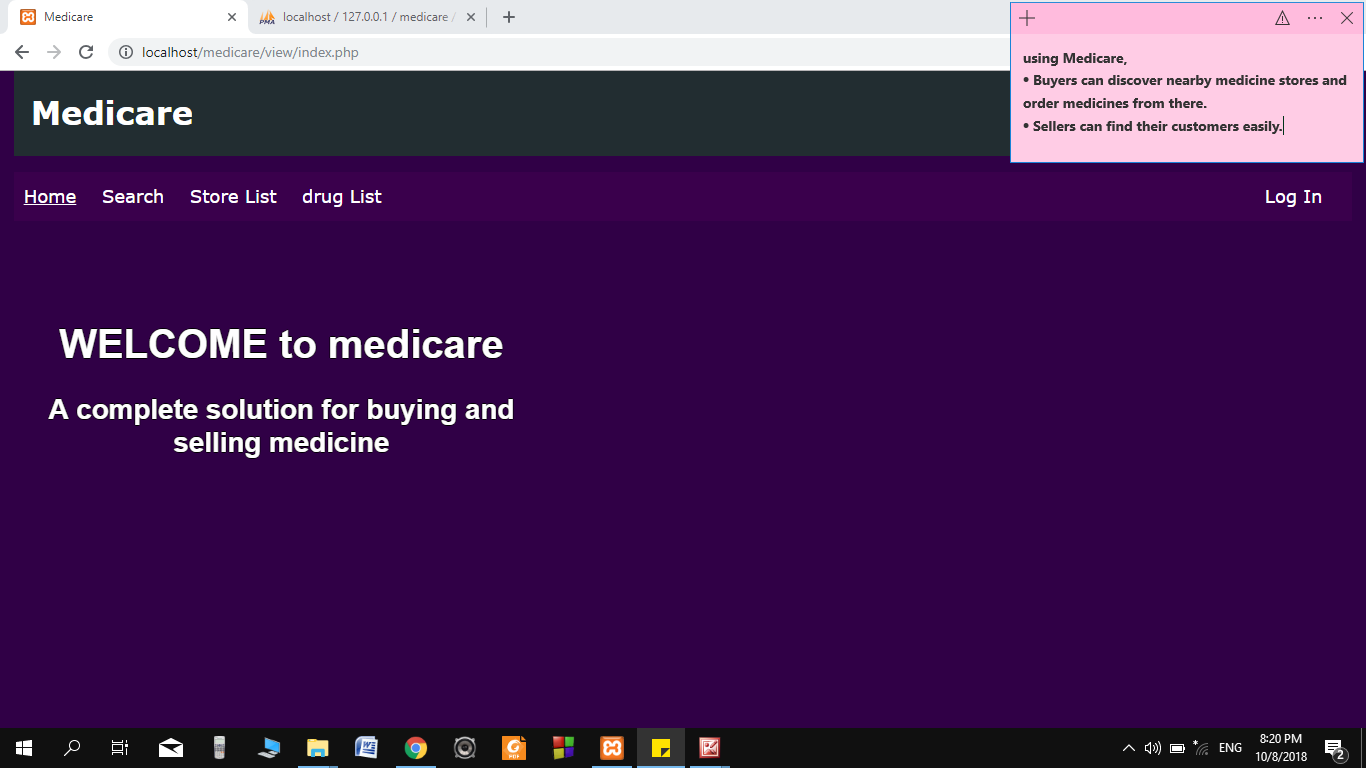 Medicare
localhost / 127.0.0.1 / medicare /
localhost/medicare/view/index.php
using Medicare,
• Buyers can discover nearby medicine stores and
order medicines from there.
• Sellers can find their customers easily.
Medicare
Home Search Store List drug List Log In
WELCOME to medicare
A complete solution for buying and
selling medicine
ENG
8:20 PM
10/8/2018
2